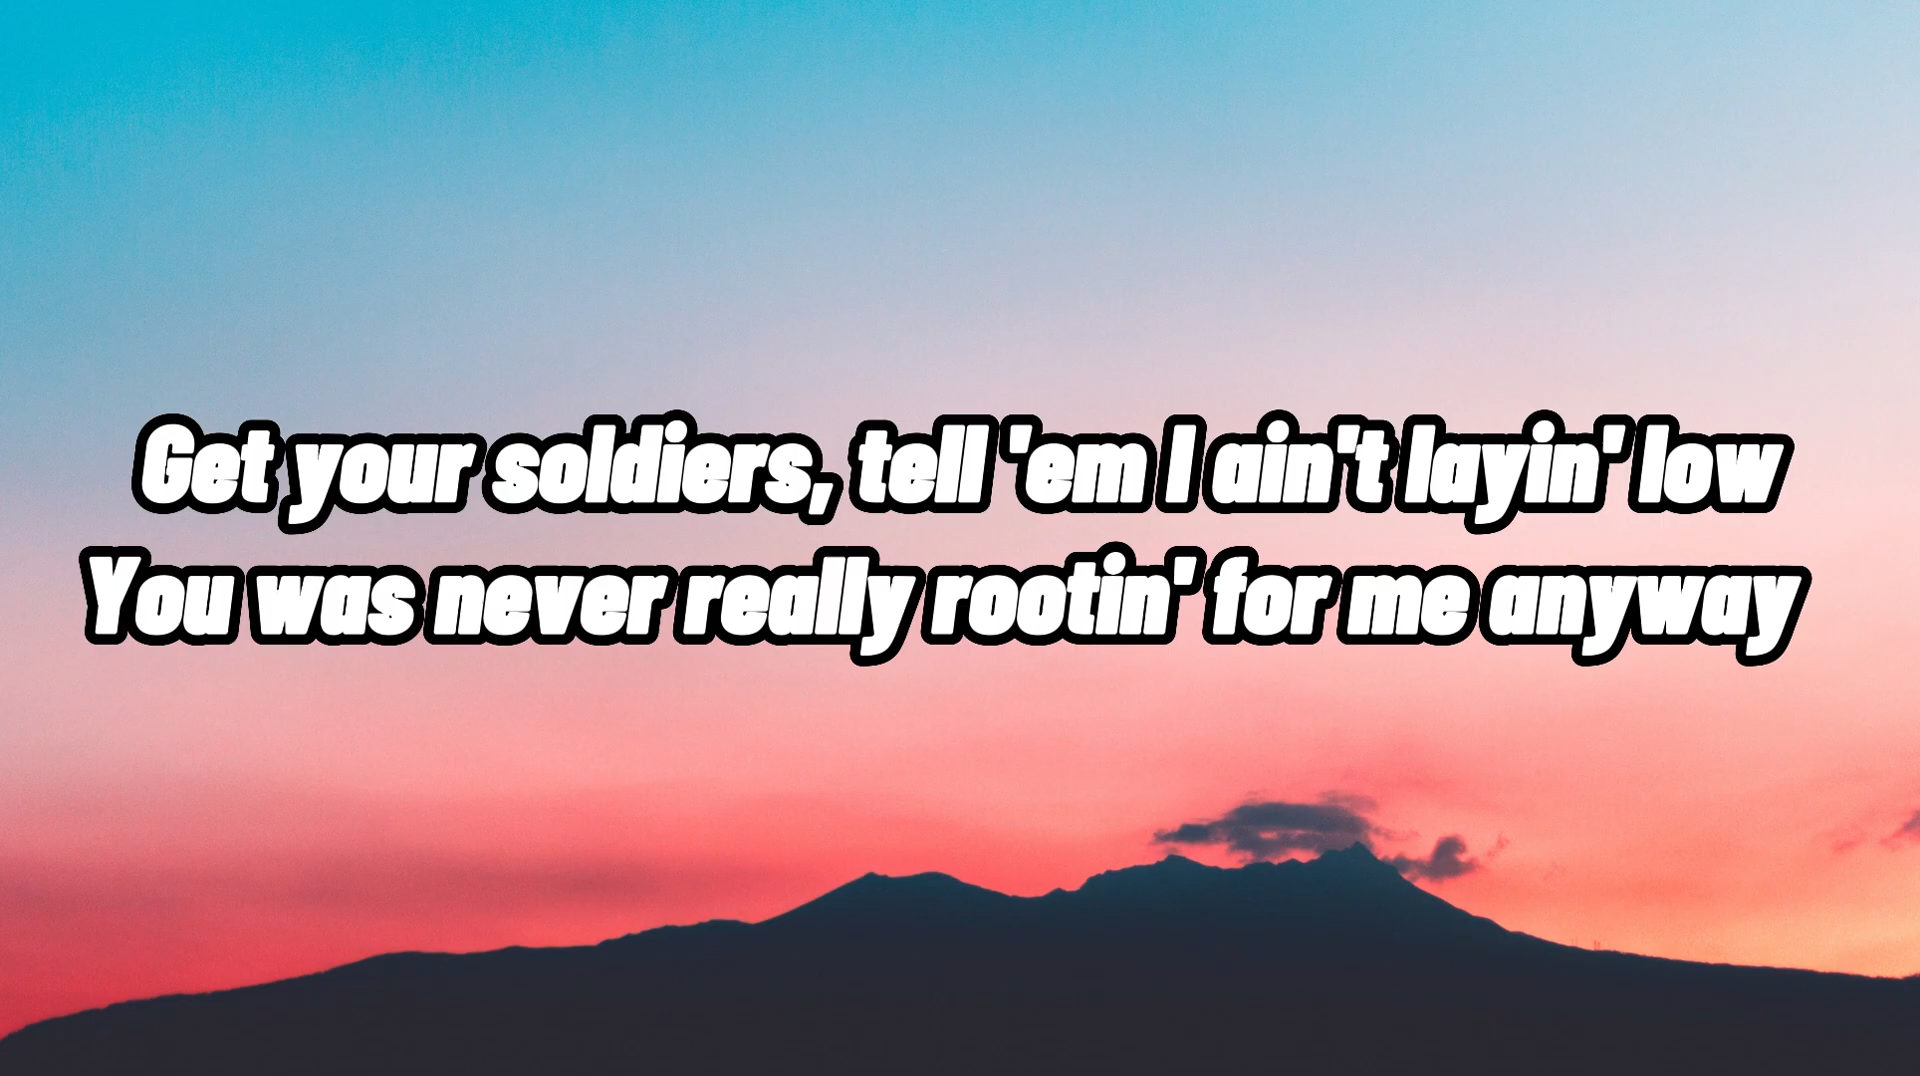 Get your soldiers, tell 'em I ain't layin' low
You was never really rootin' for me anyway